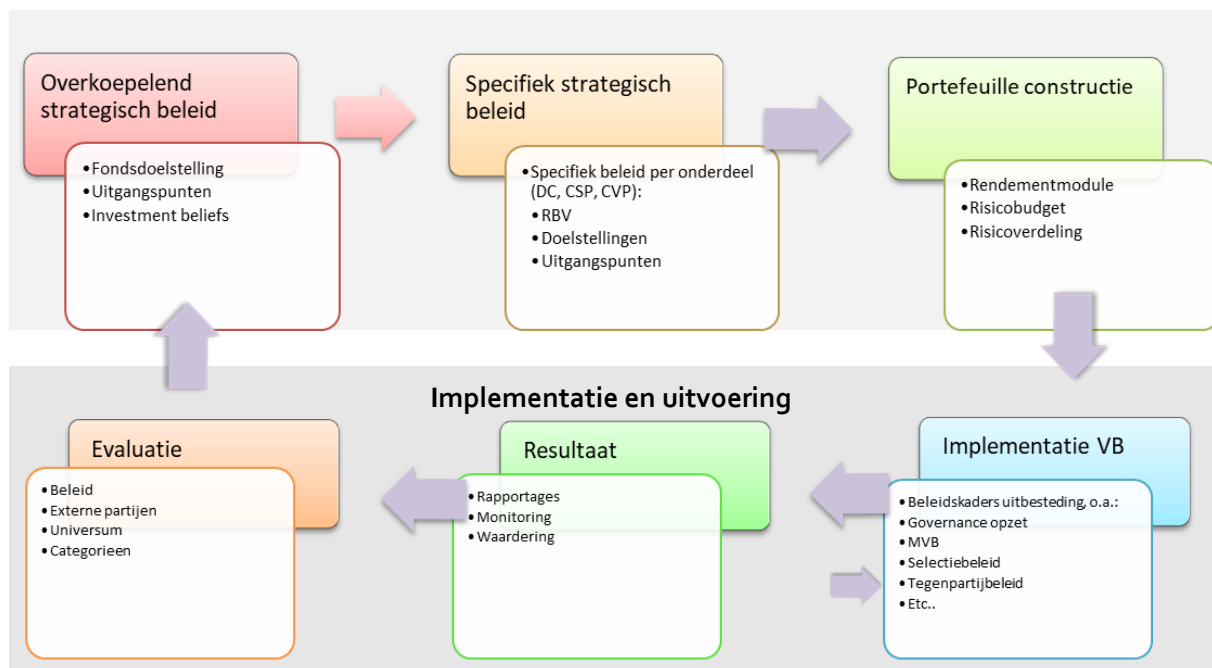 Overkoepelend
strategisch beleid
•Fondsdoelstelling
•Uitgangspunten
•Investment beliefs
Specifiek strategisch
beleid
•Specifiek beleid per onderdeel
(DC, CSP, CVP):
•RBV
•Doelstellingen
•Uitgangspunten
Portefeuille constructie
•Rendementmodule
•Risicobudget
•Risicoverdeling
Implementatie en uitvoering
Evaluatie
•Beleid
•Externe partijen
•Universum
•Categorieen
Resultaat
•Rapportages
•Monitoring
•Waardering
Implementatie VB
•Beleidskaders uitbesteding, o.a.:
•Governance opzet
•MVB
•Selectiebeleid
•Tegenpartijbeleid
•Etc..